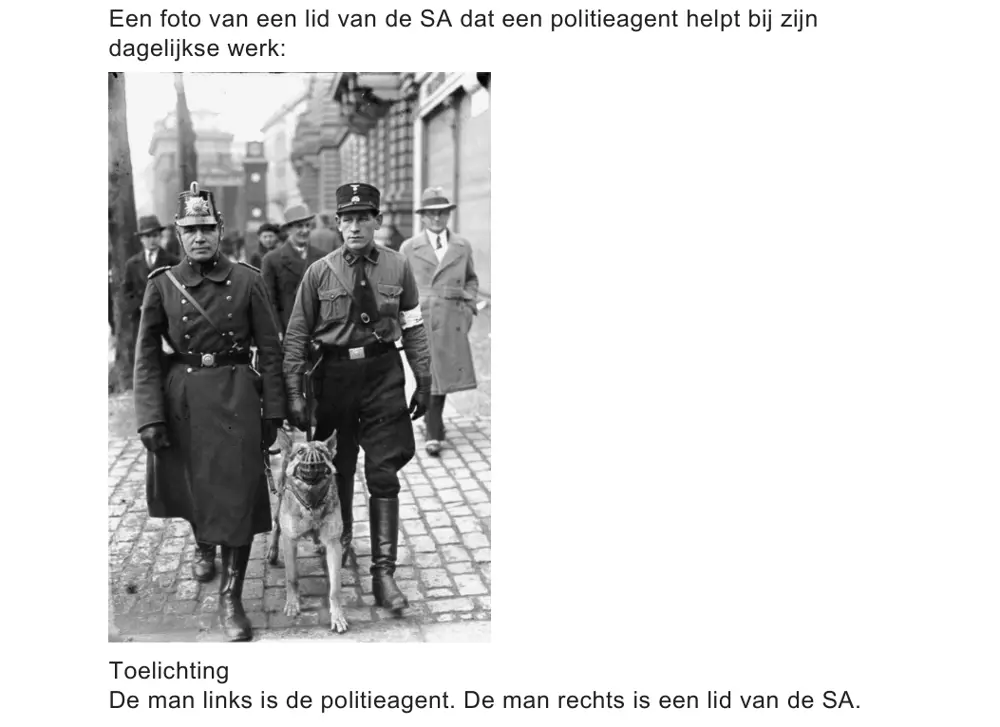 Een foto van een lid van de SA dat een politieagent helpt bij zijn
dagelijkse werk:
Toelichting
De man links is de politieagent. De man rechts is een lid van de SA.